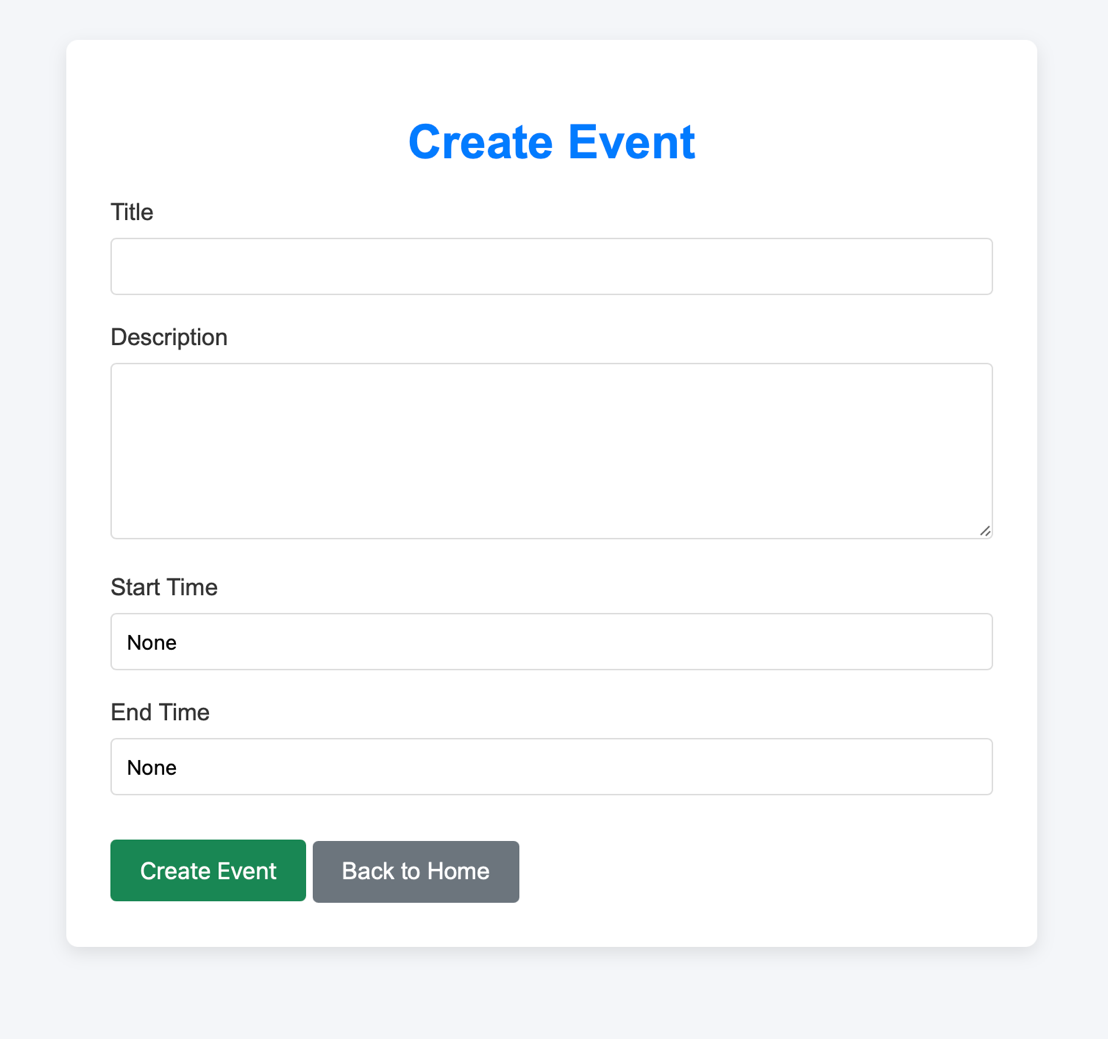 Create Event
Title
Description
Start Time
None
End Time
None
Create Event Back to Home